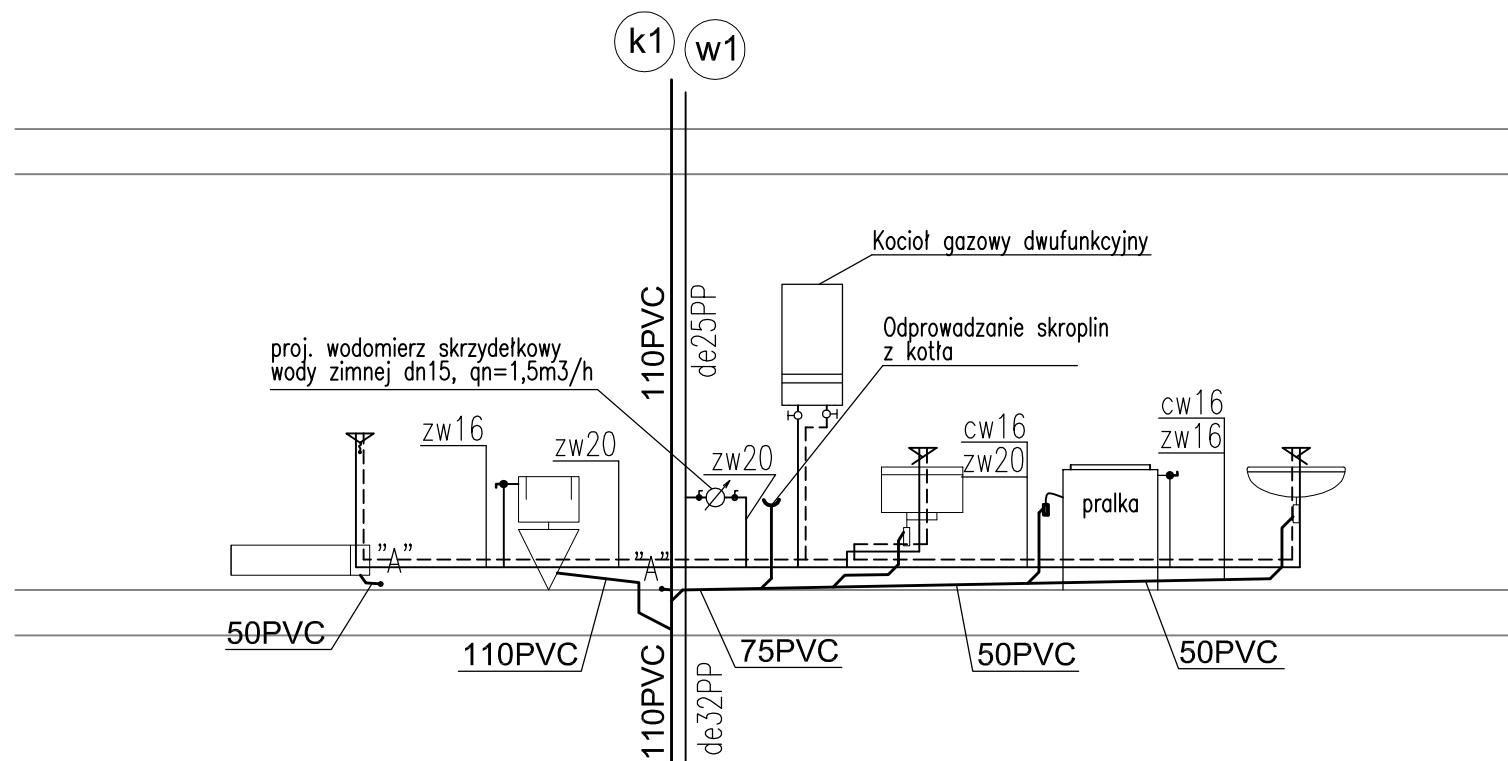 k1
w1
Kocioł gazowy dwufunkcyjny
110PVC
de25PP
Odprowadzanie skroplin
z kotła
proj. wodomierz skrzydełkowy
wody zimnej dn15, qn=1,5m3/h
zw16
zw20
zw20
cw16
zw20
cw16
zw16
pralka
"A"
"A"
50PVC
110PVC
110PVC
de32PP
75PVC
50PVC
50PVC